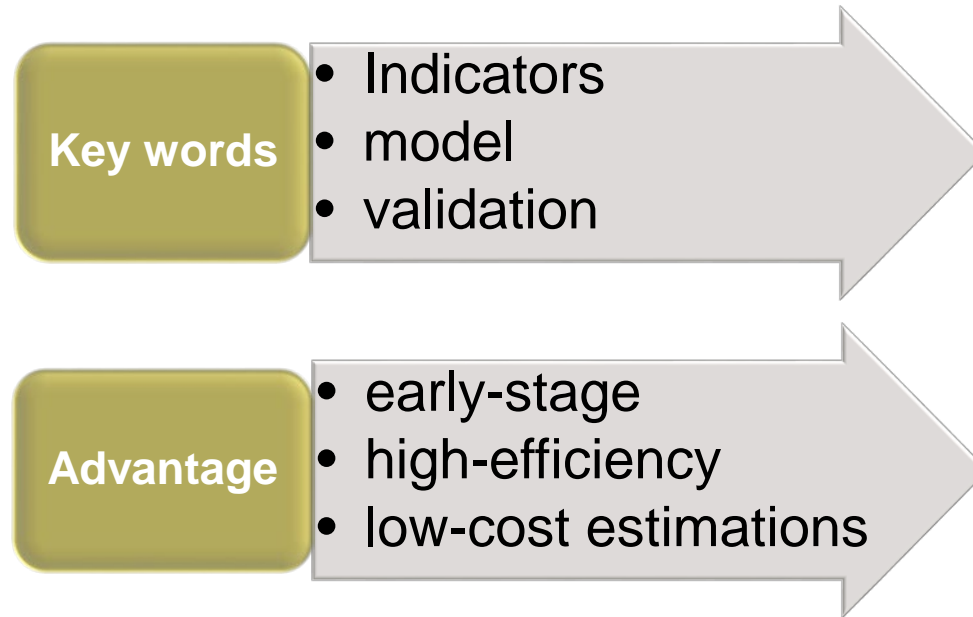 Key words
• Indicators
• model
• validation
Advantage
• early-stage
• high-efficiency
• low-cost estimations